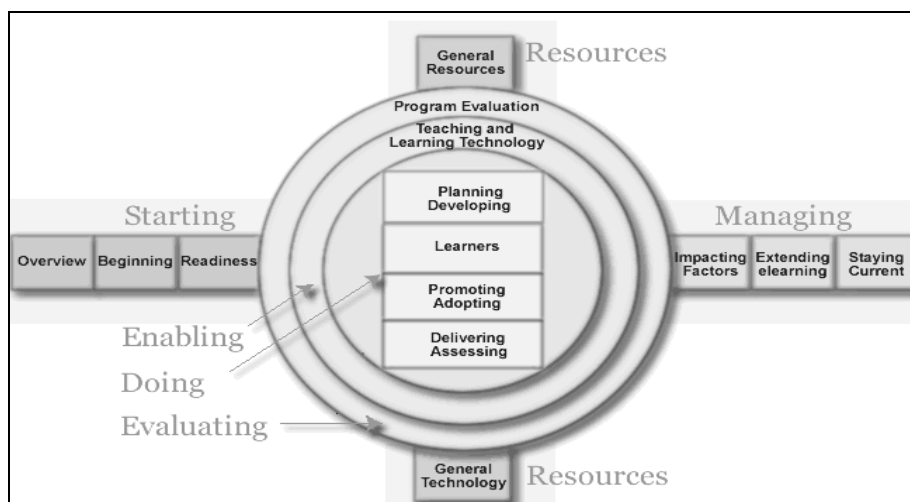 General
Resources
Resources
Program Evaluation
Teaching and
Learning Technology
Planning
Developing
Starting
Managing
Learners
Overview
Beginning
Readiness
Impacting
Factors
Extending
elearning
Staying
Current
Promoting
Adopting
Enabling
Delivering
Assessing
Doing
Evaluating
General
Technology
Resources